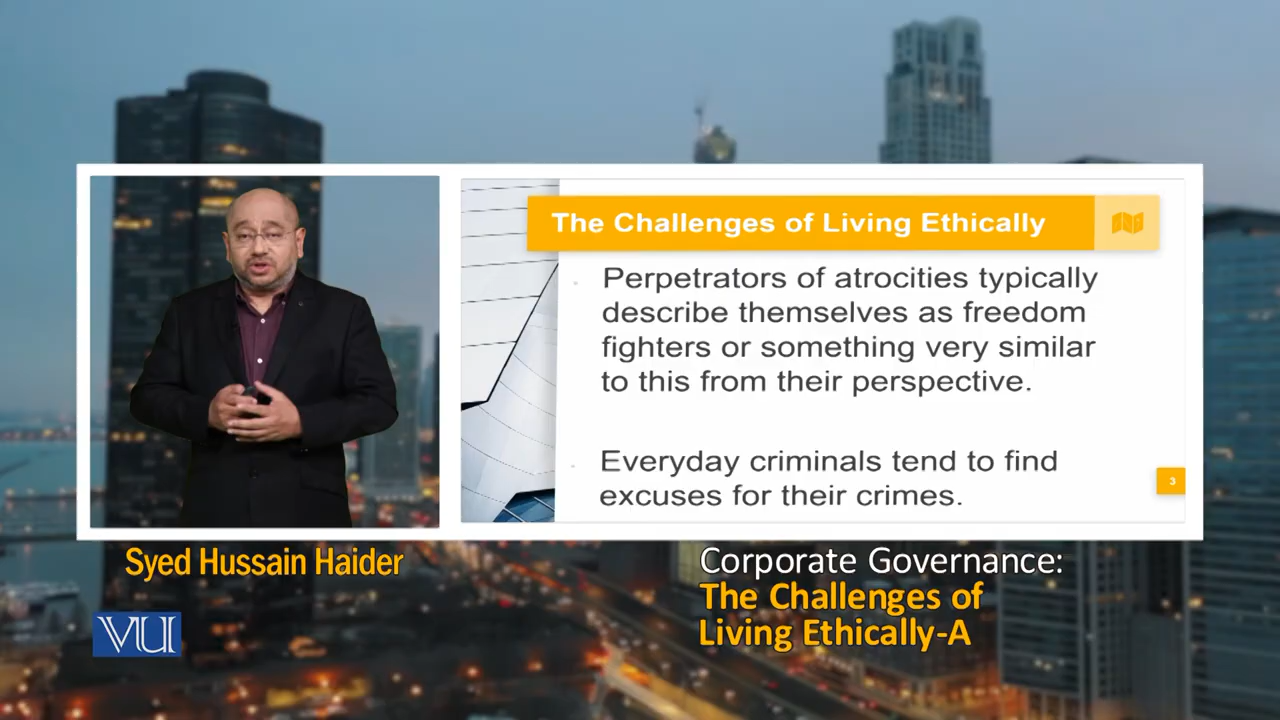 The Challenges of Living Ethically
Perpetrators of atrocities typically
describe themselves as freedom
fighters or something very similar
to this from their perspective.
Everyday criminals tend to find
excuses for their crimes.
3
Syed Hussain Haider
Corporate Governance:
The Challenges of
Living Ethically-A
VU